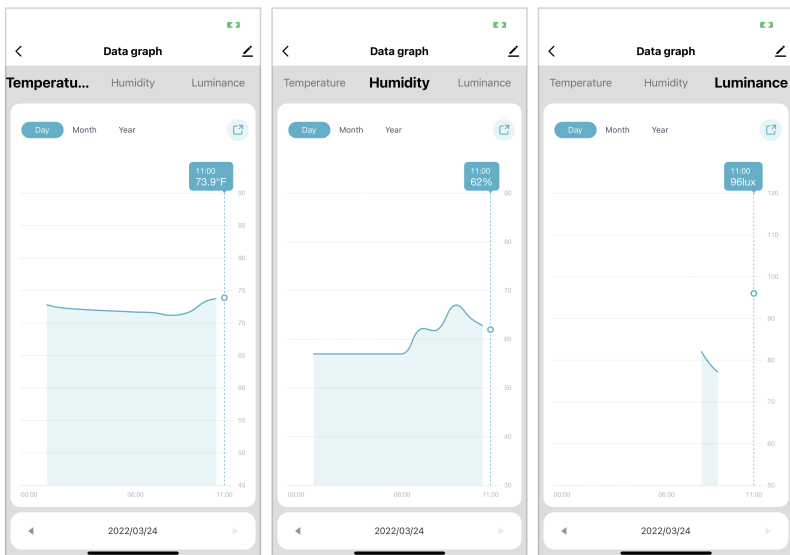 Data graph
Temperatu... Humidity Luminance
Day Month Year
11:00
73.9°F
90
85
80
75
70
65
60
55
50
45
00:00 06:00 11:00
2022/03/24
Data graph
Temperature Humidity Luminance
Day Month Year
11:00
62%
90
80
70
60
50
40
30
00:00 06:00 11:00
2022/03/24
Data graph
Temperature Humidity Luminance
Day Month Year
11:00
96lux
120
110
100
90
80
70
60
50
00:00 06:00 11:00
2022/03/24